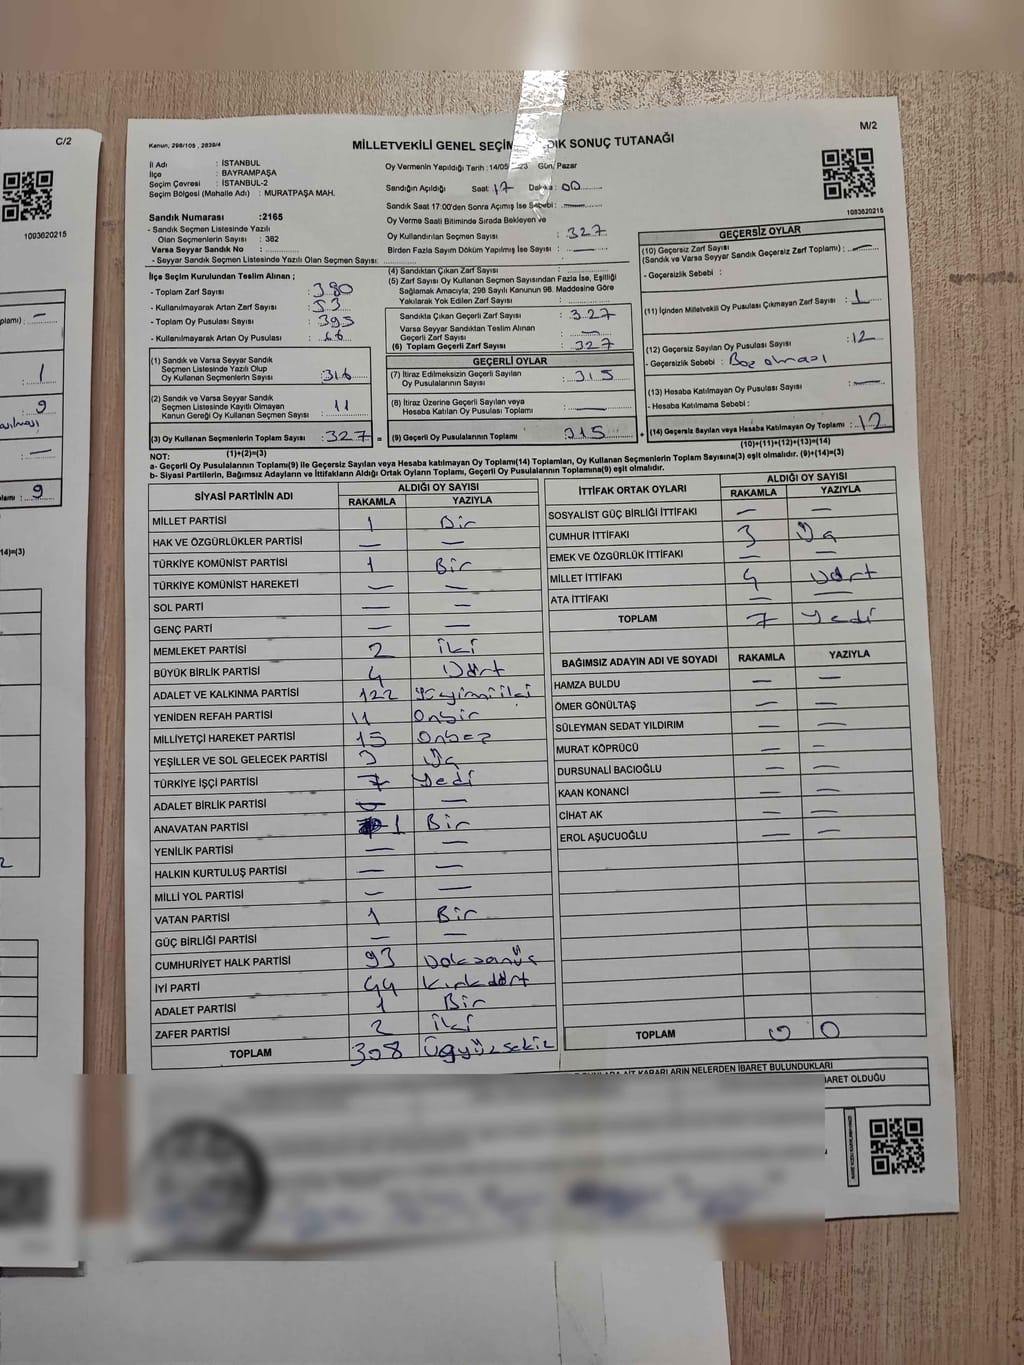 C/2
1093620215
M/2
Kanun, 298/105 , 2839/4
MİLLETVEKİLİ GENEL SEÇİM DIK SONUÇ TUTANAĞI
İl Adı : İSTANBUL
İlçe : BAYRAMPAŞA
Seçim Çevresi : İSTANBUL-2
Seçim Bölgesi (Mahalle Adı) : MURATPAŞA MAH.
Sandık Numarası :2165
- Sandık Seçmen Listesinde Yazılı
Olan Seçmenlerin Sayısı : 382
Varsa Seyyar Sandık No :
- Seyyar Sandık Seçmen Listesinde Yazılı Olan Seçmen Sayısı:
Oy Vermenin Yapıldığı Tarih : 14/05 23 Gün: Pazar
Sandığın Açıldığı Saat: 17 Dakika : 00
Sandık Saat 17:00'den Sonra Açımış İse Sebebi : —
Oy Verme Saati Bitiminde Sırada Bekleyen ve
Oy Kullandırılan Seçmen Sayısı : 327
Birden Fazla Sayım Döküm Yapılmış İse Sayısı : —
1093620215
İlçe Seçim Kurulundan Teslim Alınan ;
- Toplam Zarf Sayısı : 380
- Kullanılmayarak Artan Zarf Sayısı : 53
- Toplam Oy Pusulası Sayısı : 395
- Kullanılmayarak Artan Oy Pusulası : 66
(1) Sandık ve Varsa Seyyar Sandık
Seçmen Listesinde Yazılı Olup
Oy Kullanan Seçmenlerin Sayısı : 316
(2) Sandık ve Varsa Seyyar Sandık
Seçmen Listesinde Kayıtlı Olmayan
Kanun Gereği Oy Kullanan Seçmen Sayısı : 11
(3) Oy Kullanan Seçmenlerin Toplam Sayısı : 327 =
(1)+(2)=(3)
(4) Sandıktan Çıkan Zarf Sayısı :
(5) Zarf Sayısı Oy Kullanan Seçmen Sayısından Fazla İse, Eşitliği
Sağlamak Amacıyla, 298 Sayılı Kanunun 98. Maddesine Göre
Yakılarak Yok Edilen Zarf Sayısı :
Sandıkta Çıkan Geçerli Zarf Sayısı : 327
Varsa Seyyar Sandıktan Teslim Alınan
Geçerli Zarf Sayısı : —
(6) Toplam Geçerli Zarf Sayısı : 327
GEÇERLİ OYLAR
(7) İtiraz Edilmeksizin Geçerli Sayılan
Oy Pusulalarının Sayısı : 315
(8) İtiraz Üzerine Geçerli Sayılan veya
Hesaba Katılan Oy Pusulası Toplamı : —
(9) Geçerli Oy Pusulalarının Toplamı : 315 +
GEÇERSİZ OYLAR
(10) Geçersiz Zarf Sayısı : —
(Sandık ve Varsa Seyyar Sandık Geçersiz Zarf Toplamı)
- Geçersizlik Sebebi :
(11) İçinden Milletvekili Oy Pusulası Çıkmayan Zarf Sayısı : 1
(12) Geçersiz Sayılan Oy Pusulası Sayısı : 12
- Geçersizlik Sebebi : Boş olması
(13) Hesaba Katılmayan Oy Pusulası Sayısı : —
- Hesaba Katılmama Sebebi :
(14) Geçersiz Sayılan veya Hesaba Katılmayan Oy Toplamı : 12
(10)+(11)+(12)+(13)=(14)
NOT:
a- Geçerli Oy Pusulalarının Toplamı(9) ile Geçersiz Sayılan veya Hesaba katılmayan Oy Toplamı(14) Toplamları, Oy Kullanan Seçmenlerin Toplam Sayısına(3) eşit olmalıdır. (9)+(14)=(3)
b- Siyasi Partilerin, Bağımsız Adayların ve İttifakların Aldığı Ortak Oyların Toplamı, Geçerli Oy Pusulalarının Toplamına(9) eşit olmalıdır.
SİYASİ PARTİNİN ADI ALDIĞI OY SAYISI
RAKAMLA YAZIYLA
MİLLET PARTİSİ 1 Bir
HAK VE ÖZGÜRLÜKLER PARTİSİ — —
TÜRKİYE KOMÜNİST PARTİSİ 1 Bir
TÜRKİYE KOMÜNİST HAREKETİ — —
SOL PARTİ — —
GENÇ PARTİ — —
MEMLEKET PARTİSİ 2 iki
BÜYÜK BİRLİK PARTİSİ 4 Dört
ADALET VE KALKINMA PARTİSİ 122
YENİDEN REFAH PARTİSİ 11 Onbir
MİLLİYETÇİ HAREKET PARTİSİ 15 Onbeş
YEŞİLLER VE SOL GELECEK PARTİSİ 3 Üç
TÜRKİYE İŞÇİ PARTİSİ 7 Yedi
ADALET BİRLİK PARTİSİ — —
ANAVATAN PARTİSİ 1 Bir
YENİLİK PARTİSİ — —
HALKIN KURTULUŞ PARTİSİ — —
MİLLİ YOL PARTİSİ — —
VATAN PARTİSİ 1 Bir
GÜÇ BİRLİĞİ PARTİSİ — —
CUMHURİYET HALK PARTİSİ 93 Doksanüç
İYİ PARTİ 44 Kırkdört
ADALET PARTİSİ 1 Bir
ZAFER PARTİSİ 2 iki
TOPLAM 308 Üçyüzsekiz
İTTİFAK ORTAK OYLARI ALDIĞI OY SAYISI
RAKAMLA YAZIYLA
SOSYALİST GÜÇ BİRLİĞİ İTTİFAKI — —
CUMHUR İTTİFAKI 3 Üç
EMEK VE ÖZGÜRLÜK İTTİFAKI — —
MİLLET İTTİFAKI 4 Dört
ATA İTTİFAKI — —
TOPLAM 7 Yedi
BAĞIMSIZ ADAYIN ADI VE SOYADI RAKAMLA YAZIYLA
HAMZA BULDU — —
ÖMER GÖNÜLTAŞ — —
SÜLEYMAN SEDAT YILDIRIM — —
MURAT KÖPRÜCÜ — —
DURSUNALİ BACIOĞLU — —
KAAN KONANCİ — —
CİHAT AK — —
EROL AŞUCUOĞLU — —
TOPLAM 0 0
AİT KARARLARIN NELERDEN İBARET BULUNDUKLARI
BARET OLDUĞU